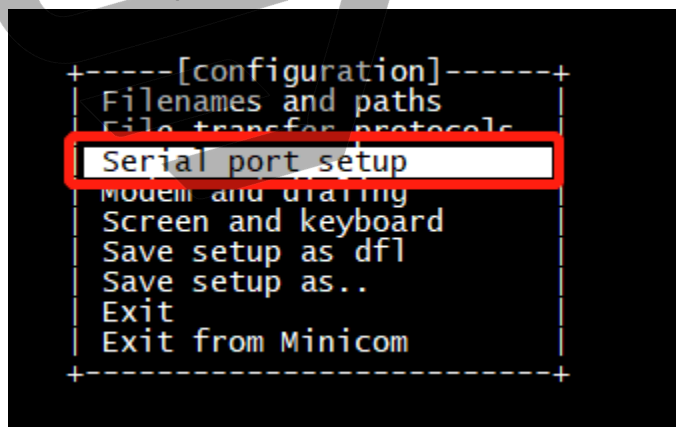 +-----[configuration]------+
| Filenames and paths |
| File transfer protocols |
| Serial port setup
| Modem and dialing |
| Screen and keyboard |
| Save setup as dfl |
| Save setup as.. |
| Exit |
| Exit from Minicom |
+--------------------------+